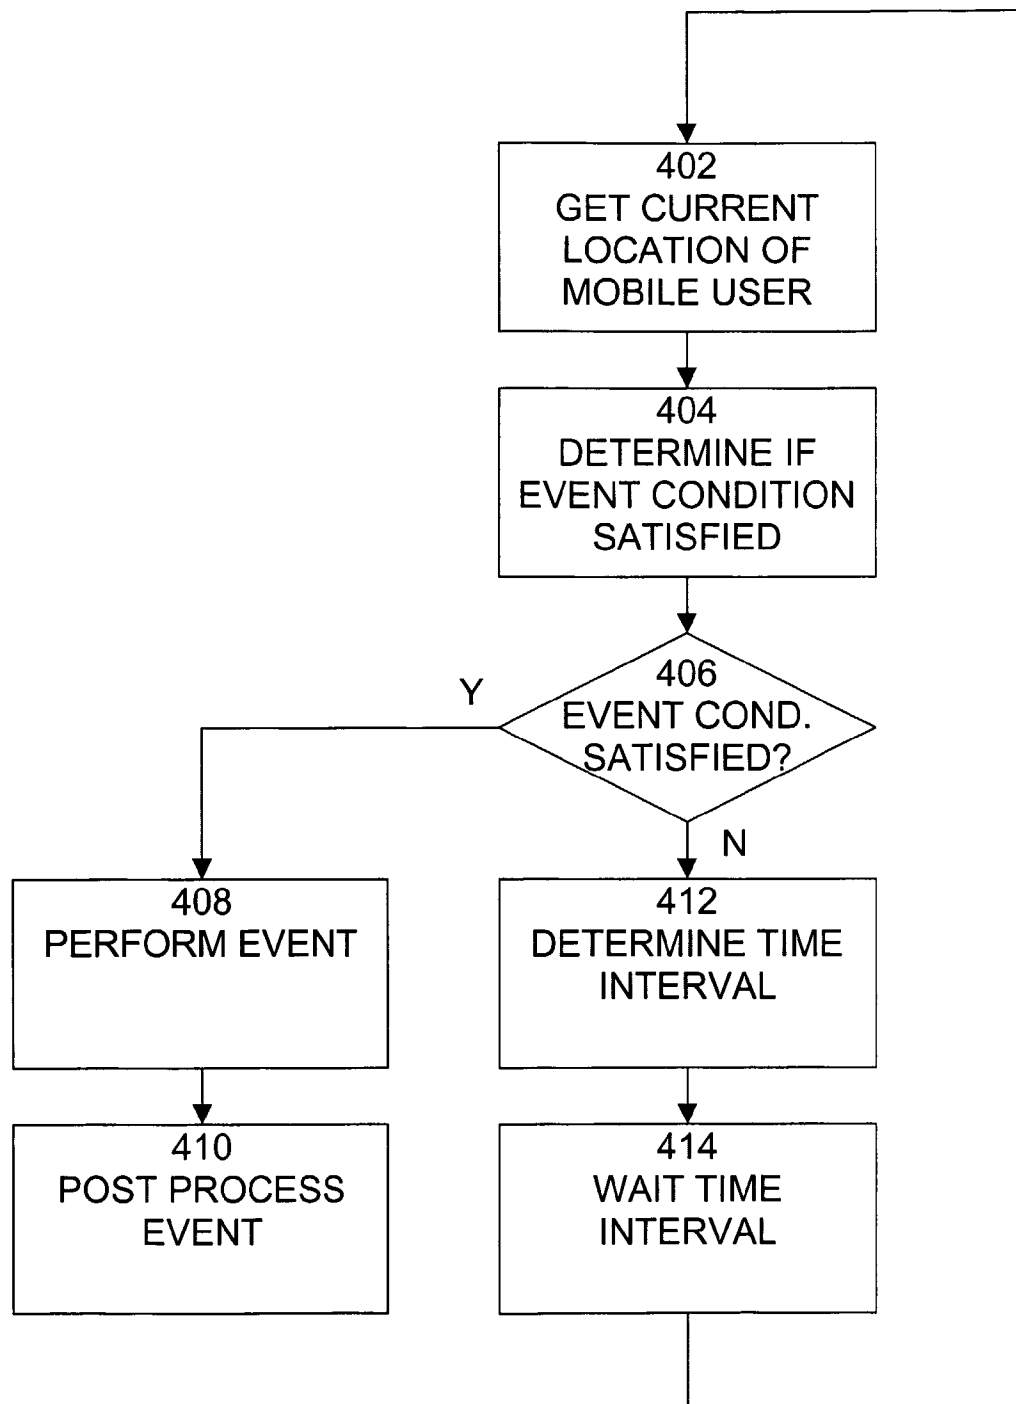 402
GET CURRENT
LOCATION OF
MOBILE USER
404
DETERMINE IF
EVENT CONDITION
SATISFIED
406
EVENT COND.
SATISFIED?
Y
N
408
PERFORM EVENT
410
POST PROCESS
EVENT
412
DETERMINE TIME
INTERVAL
414
WAIT TIME
INTERVAL